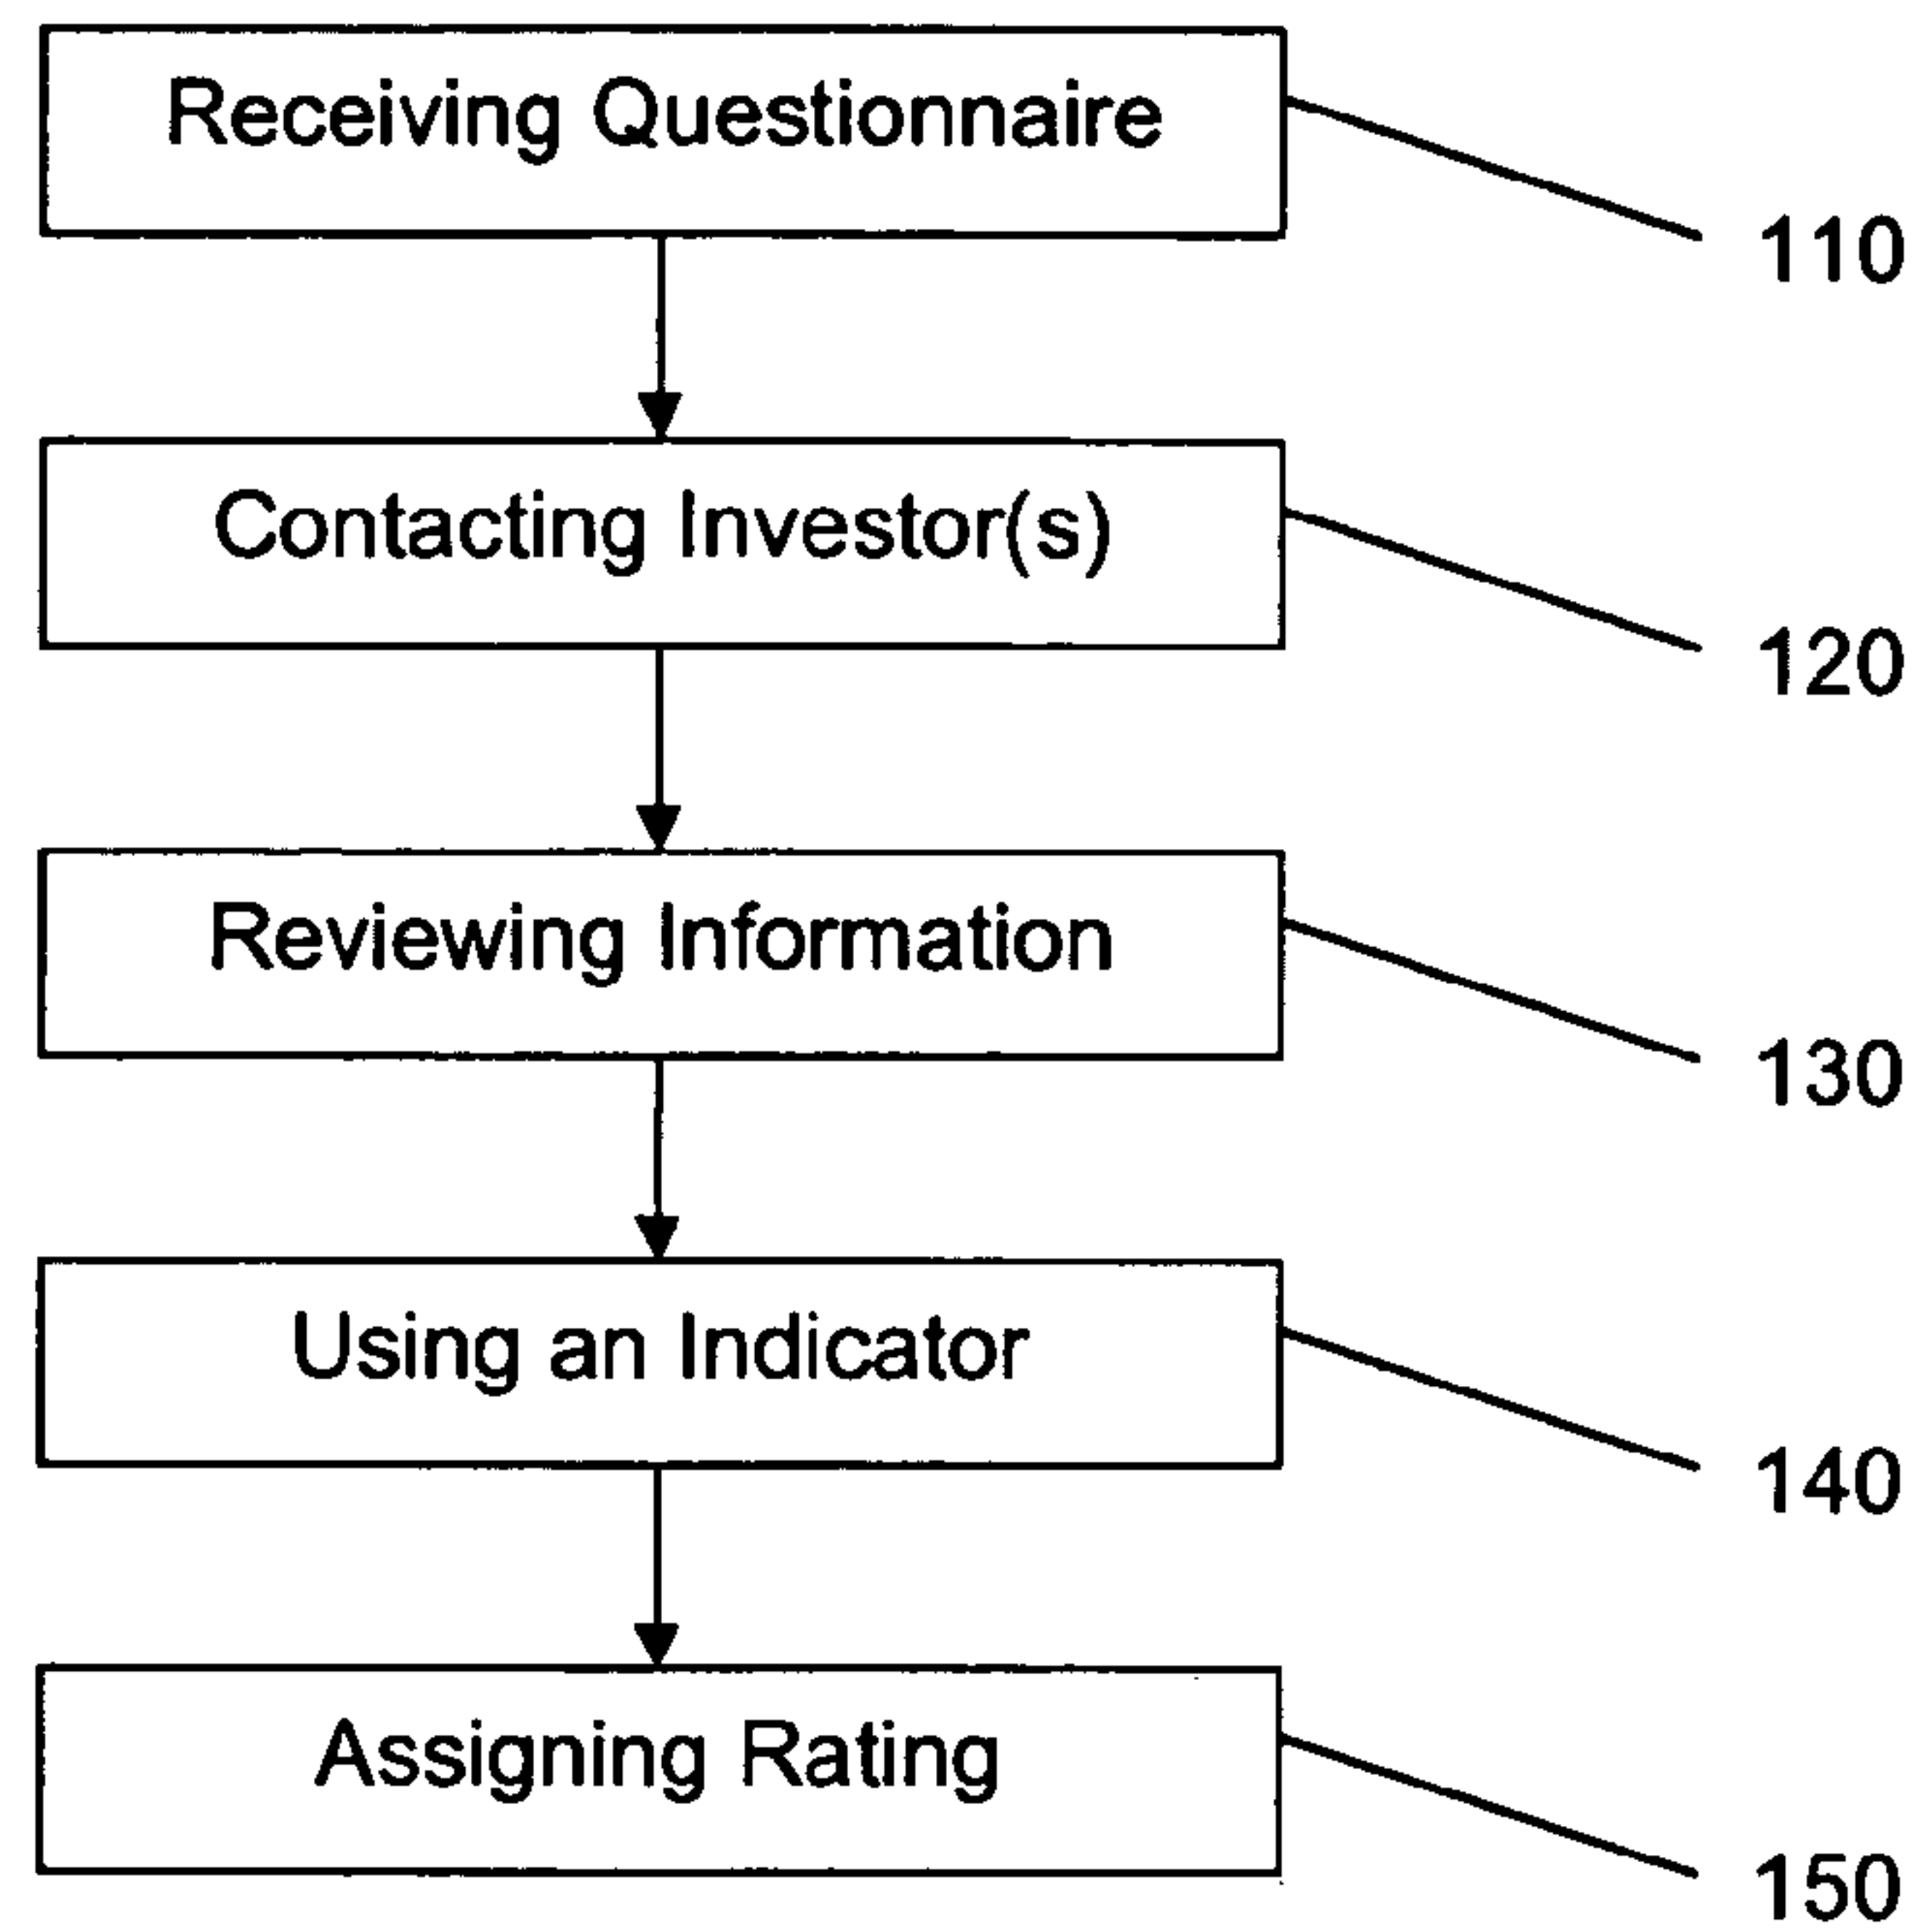 Receiving Questionnaire
110
Contacting Investor(s)
120
Reviewing Information
130
Using an Indicator
140
Assigning Rating
150